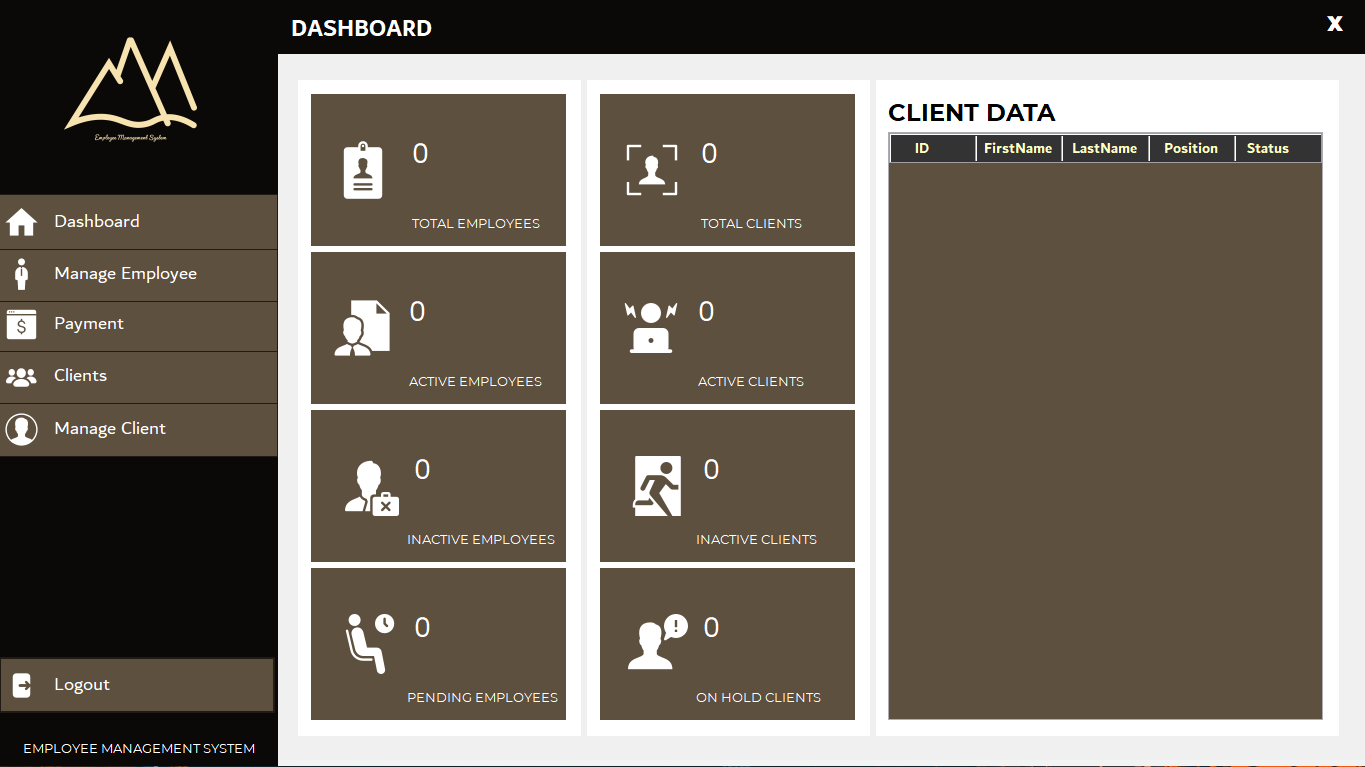 DASHBOARD
X
Employee Management System
Dashboard
Manage Employee
$
Payment
Clients
Manage Client
Logout
EMPLOYEE MANAGEMENT SYSTEM
0
TOTAL EMPLOYEES
0
ACTIVE EMPLOYEES
0
INACTIVE EMPLOYEES
0
PENDING EMPLOYEES
0
TOTAL CLIENTS
0
ACTIVE CLIENTS
0
INACTIVE CLIENTS
!
0
ON HOLD CLIENTS
CLIENT DATA
ID FirstName LastName Position Status